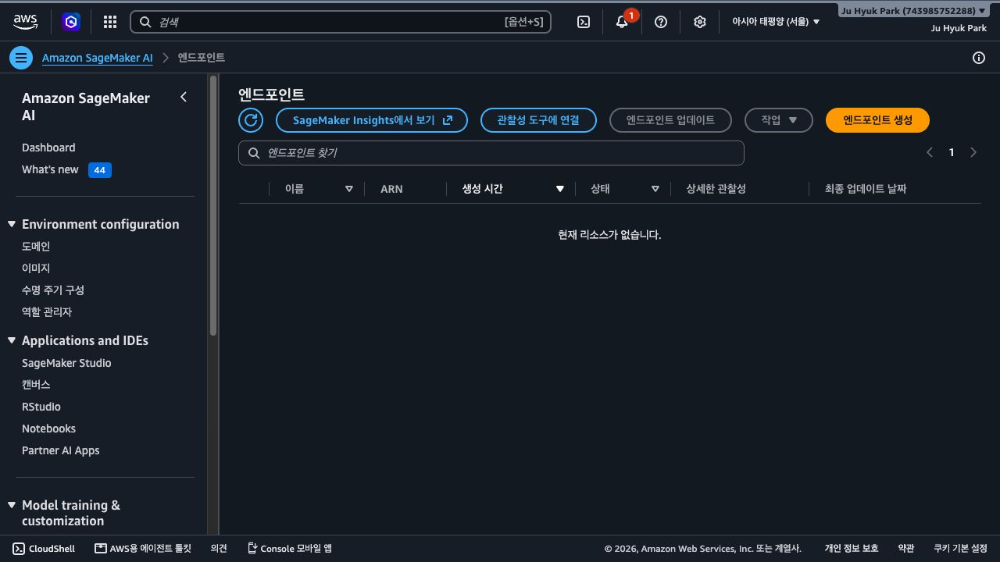 aws
검색
[옵션+S]
1
아시아 태평양 (서울)
Ju Hyuk Park (743985752288)
Ju Hyuk Park
Amazon SageMaker AI
엔드포인트
Amazon SageMaker
AI
Dashboard
What's new 44
Environment configuration
도메인
이미지
수명 주기 구성
역할 관리자
Applications and IDEs
SageMaker Studio
캔버스
RStudio
Notebooks
Partner AI Apps
Model training &
customization
엔드포인트
SageMaker Insights에서 보기
관찰성 도구에 연결
엔드포인트 업데이트
작업
엔드포인트 생성
엔드포인트 찾기
1
이름
ARN
생성 시간
상태
상세한 관찰성
최종 업데이트 날짜
현재 리소스가 없습니다.
CloudShell
AWS용 에이전트 툴킷
의견
Console 모바일 앱
© 2026, Amazon Web Services, Inc. 또는 계열사.
개인 정보 보호
약관
쿠키 기본 설정